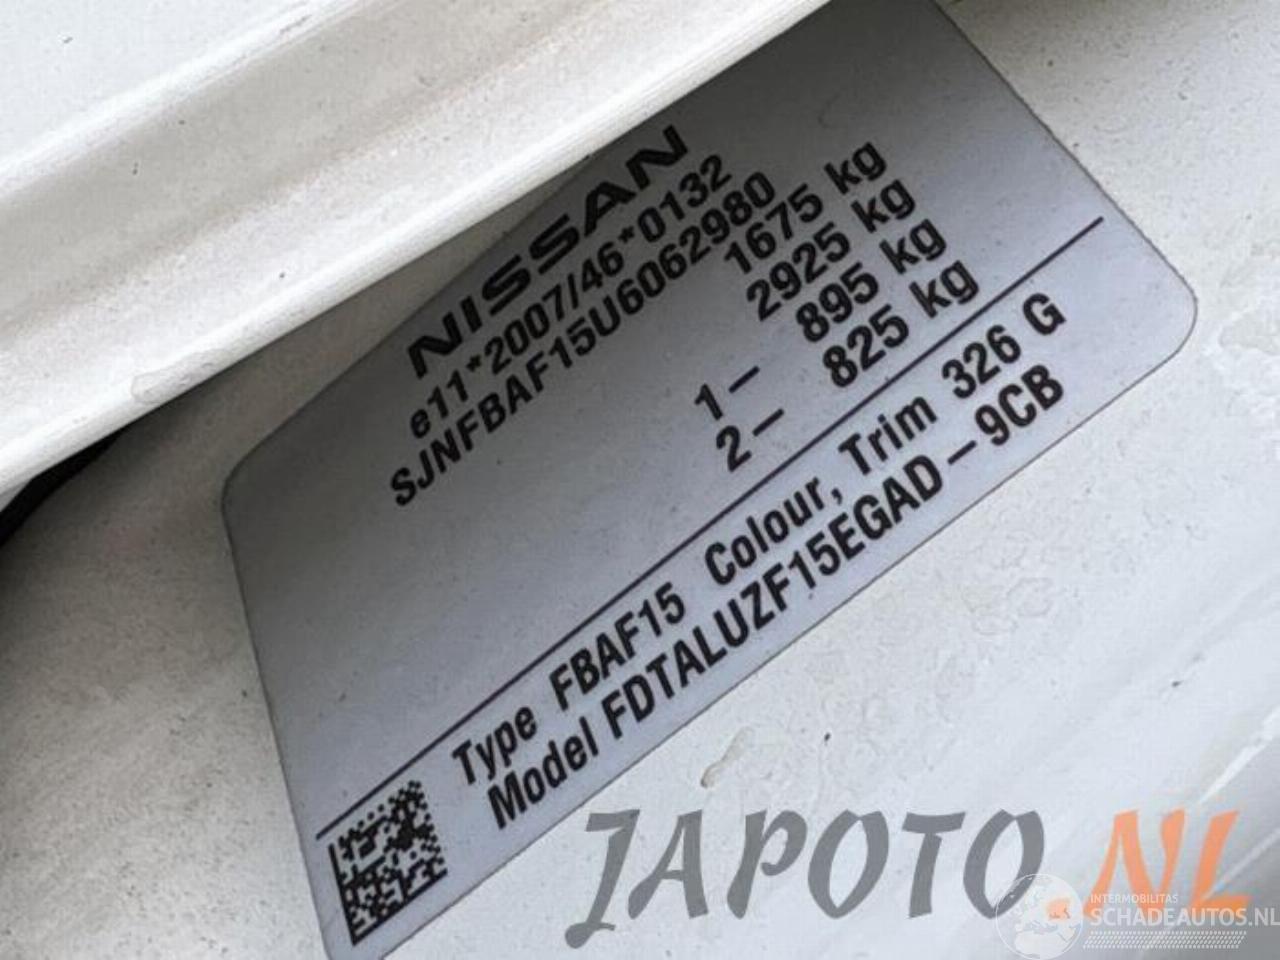 NISSAN
e11*2007/46*0132
SJNFBAF15U6062980
1675 kg
2925 kg
1- 895 kg
2- 825 kg
Type FBAF15 Colour, Trim 326 G
Model FDTALUZF15EGAD-9CB
JAPOTO.NL
INTERMOBILITAS
SCHADEAUTOS.NL